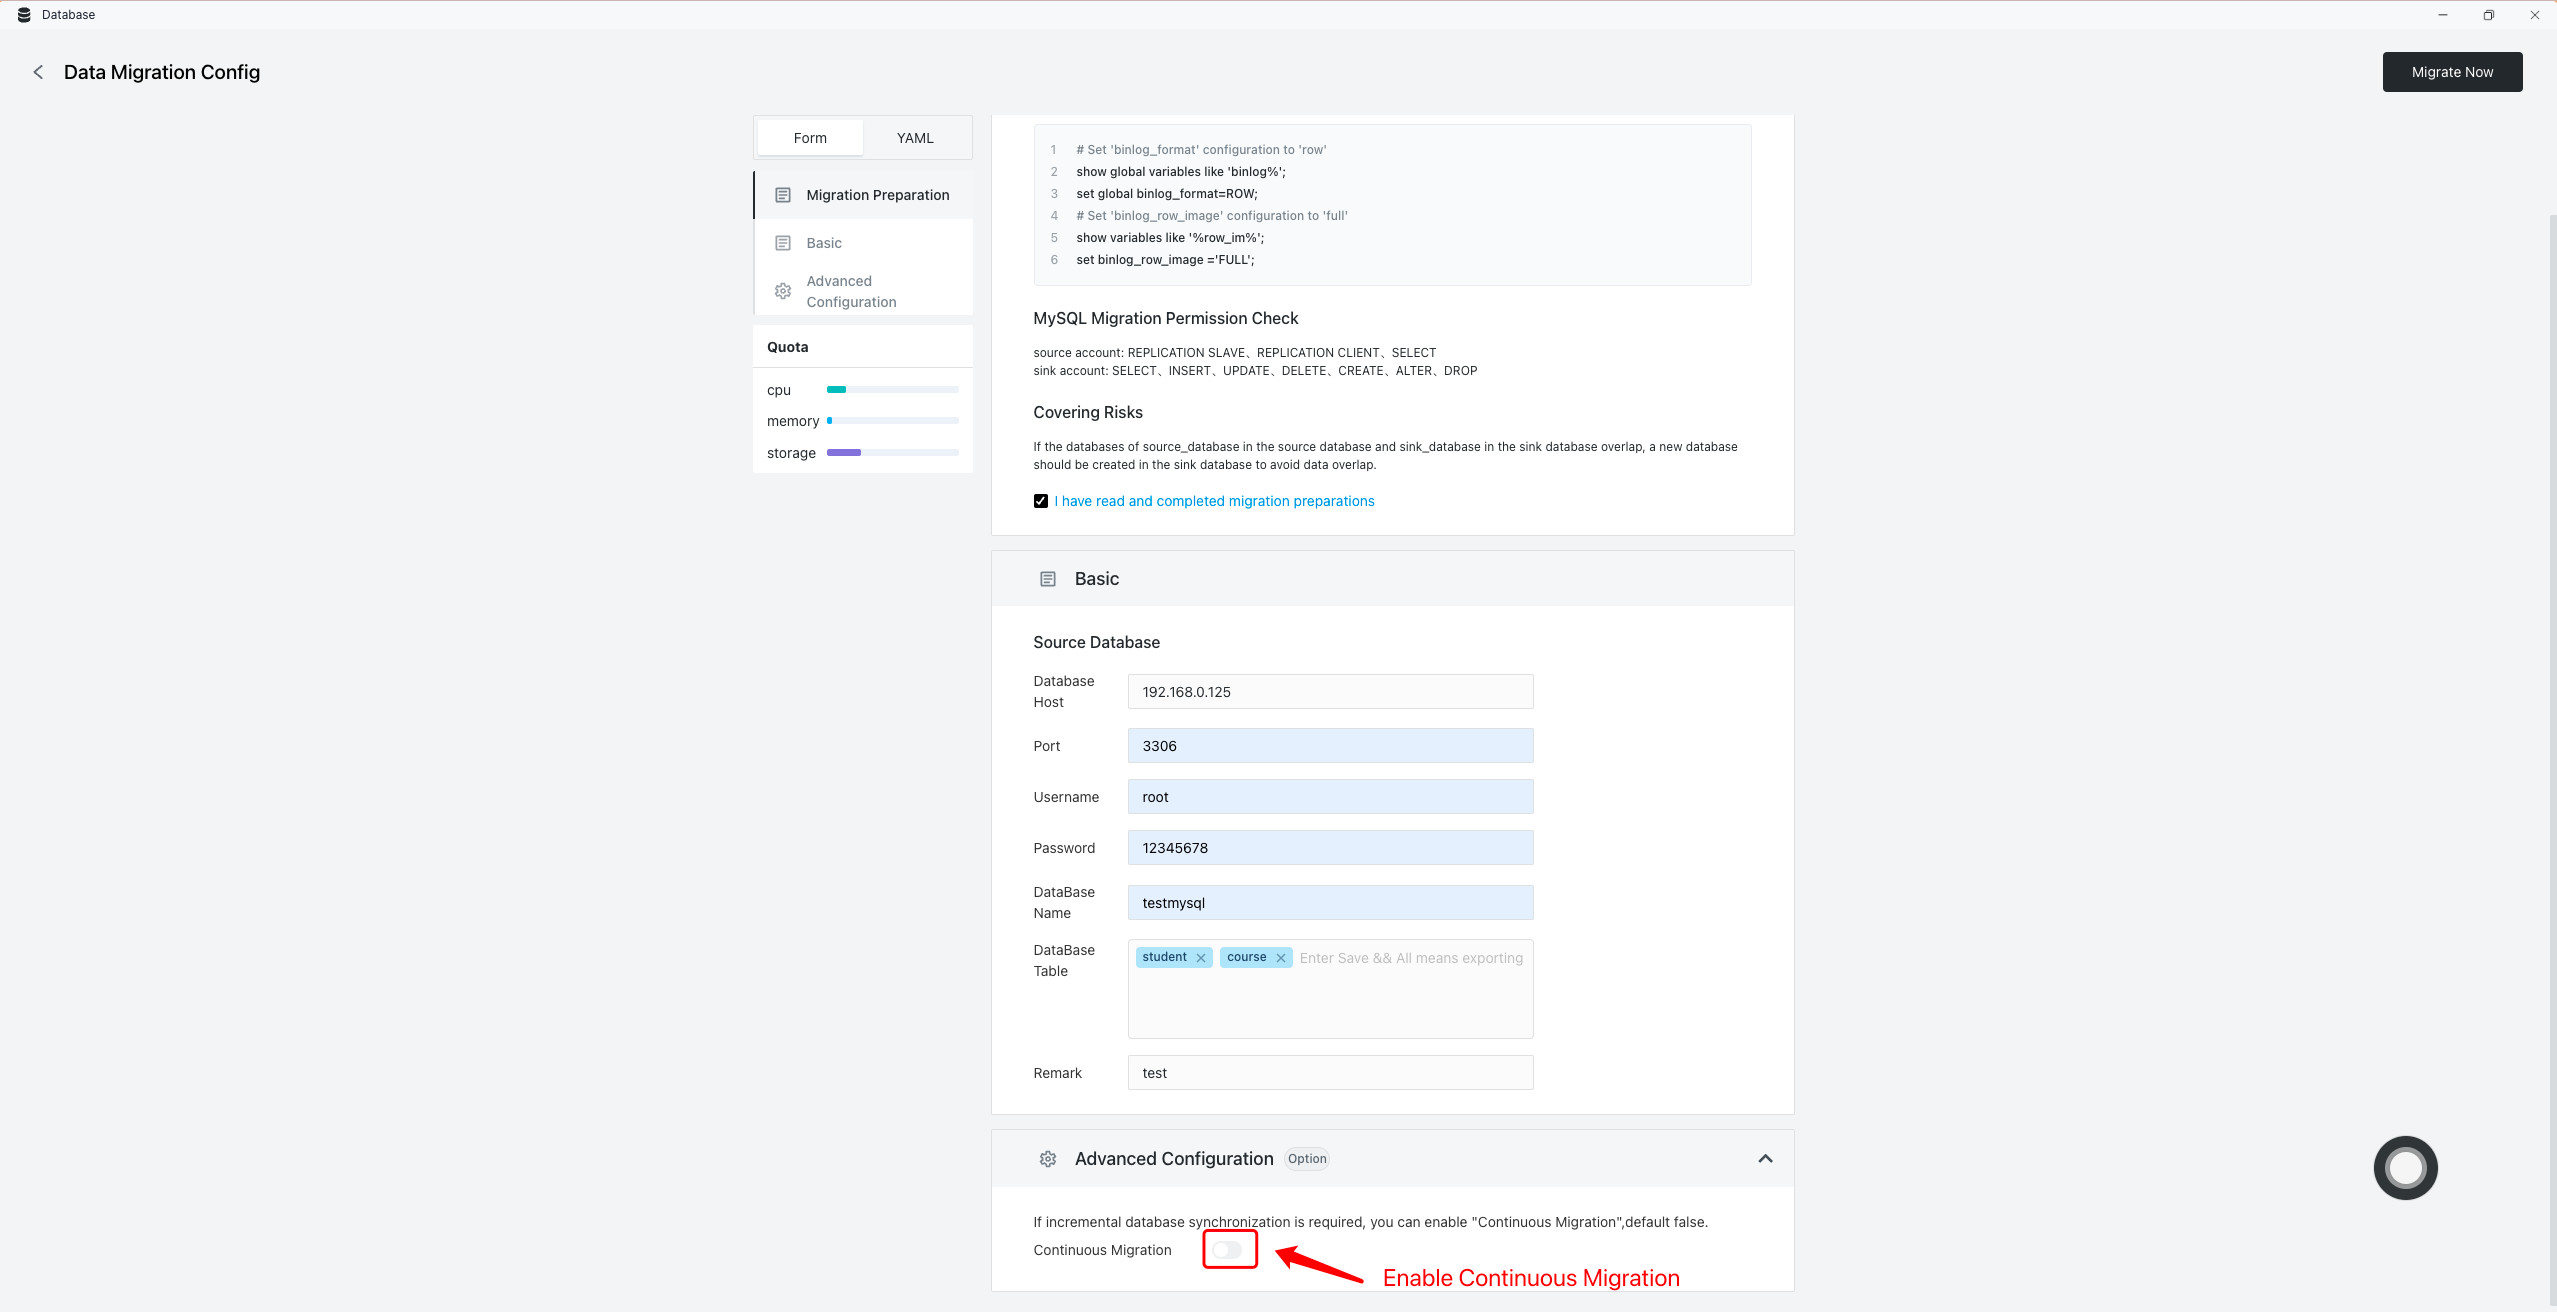 Database
Data Migration Config
Migrate Now
Form
YAML
Migration Preparation
Basic
Advanced
Configuration
Quota
cpu
memory
storage
1 # Set 'binlog_format' configuration to 'row'
2 show global variables like 'binlog%';
3 set global binlog_format=ROW;
4 # Set 'binlog_row_image' configuration to 'full'
5 show variables like '%row_im%';
6 set binlog_row_image ='FULL';
MySQL Migration Permission Check
source account: REPLICATION SLAVE、REPLICATION CLIENT、SELECT
sink account: SELECT、INSERT、UPDATE、DELETE、CREATE、ALTER、DROP
Covering Risks
If the databases of source_database in the source database and sink_database in the sink database overlap, a new database
should be created in the sink database to avoid data overlap.
I have read and completed migration preparations
Basic
Source Database
Database
Host
192.168.0.125
Port
3306
Username
root
Password
12345678
DataBase
Name
testmysql
DataBase
Table
student
course
Enter Save && All means exporting
Remark
test
Advanced Configuration
Option
If incremental database synchronization is required, you can enable "Continuous Migration",default false.
Continuous Migration
Enable Continuous Migration